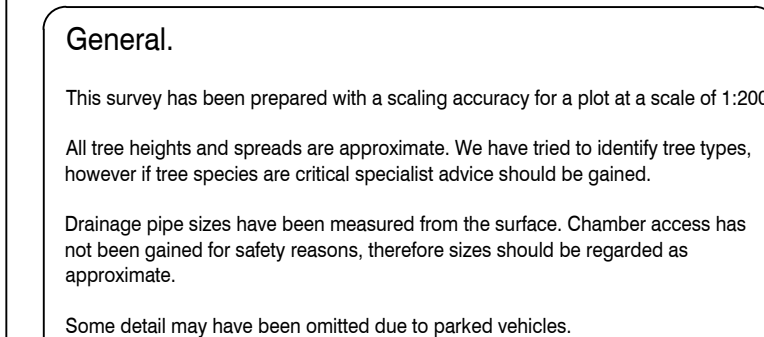 General.
This survey has been prepared with a scaling accuracy for a plot at a scale of 1:200
All tree heights and spreads are approximate. We have tried to identify tree types,
however if tree species are critical specialist advice should be gained.
Drainage pipe sizes have been measured from the surface. Chamber access has
not been gained for safety reasons, therefore sizes should be regarded as
approximate.
Some detail may have been omitted due to parked vehicles.